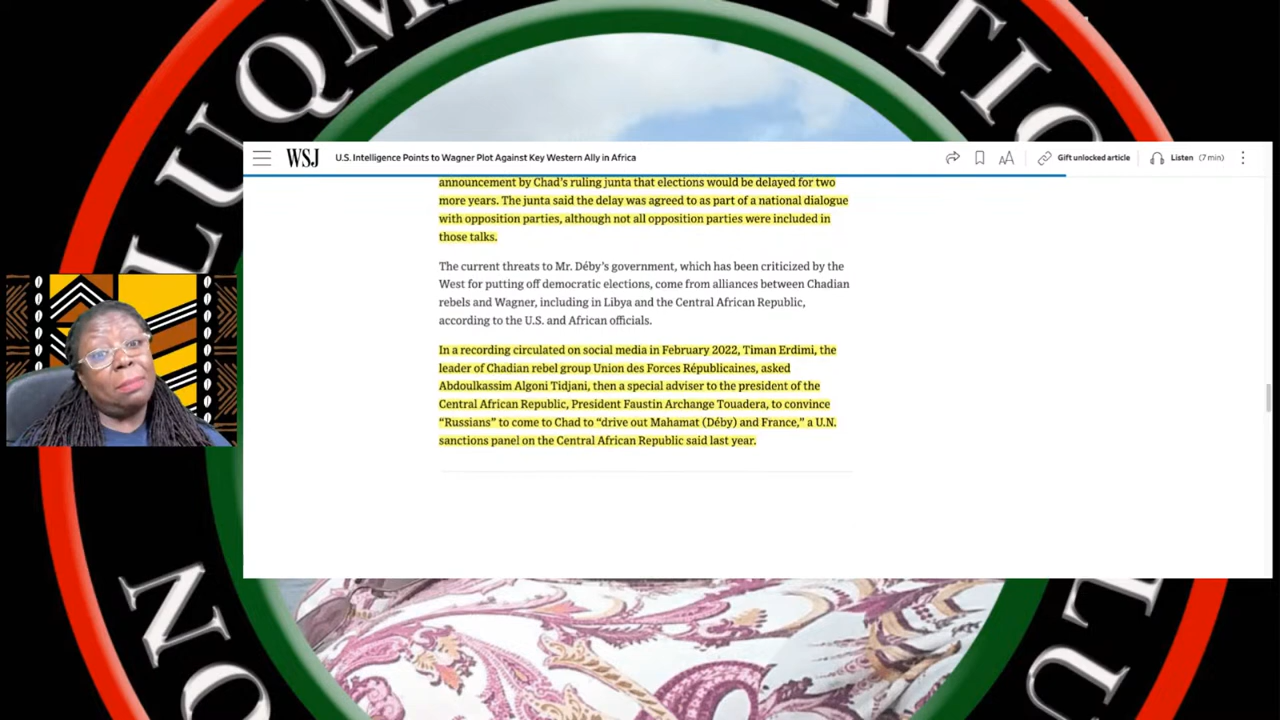 LUQM
ATIO
WSJ
U.S. Intelligence Points to Wagner Plot Against Key Western Ally in Africa
AA
Gift unlocked article
Listen (7 min)
announcement by Chad's ruling junta that elections would be delayed for two
more years. The junta said the delay was agreed to as part of a national dialogue
with opposition parties, although not all opposition parties were included in
those talks.
The current threats to Mr. Déby's government, which has been criticized by the
West for putting off democratic elections, come from alliances between Chadian
rebels and Wagner, including in Libya and the Central African Republic,
according to the U.S. and African officials.
In a recording circulated on social media in February 2022, Timan Erdimi, the
leader of Chadian rebel group Union des Forces Républicaines, asked
Abdoulkassim Algoni Tidjani, then a special adviser to the president of the
Central African Republic, President Faustin Archange Touadera, to convince
“Russians” to come to Chad to “drive out Mahamat (Déby) and France,” a U.N.
sanctions panel on the Central African Republic said last year.